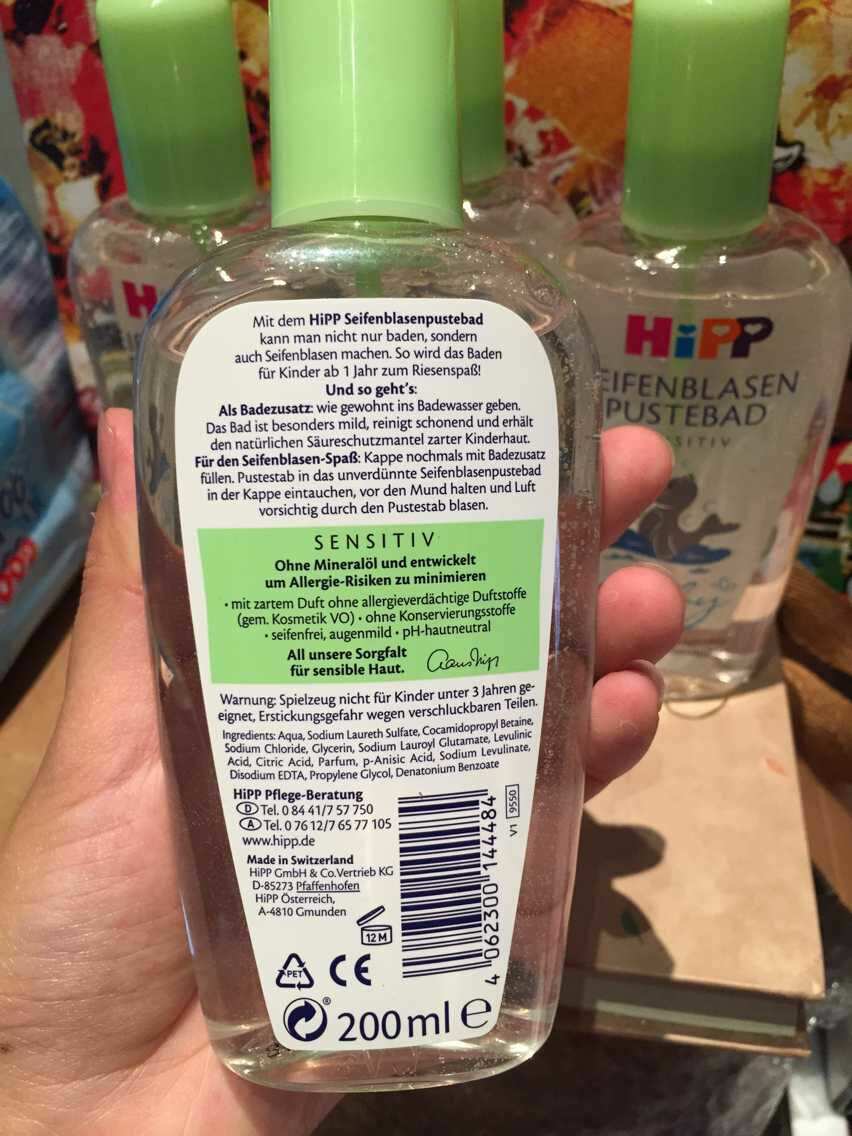 Mit dem HiPP Seifenblasenpustebad
kann man nicht nur baden, sondern
auch Seifenblasen machen. So wird das Baden
für Kinder ab 1 Jahr zum Riesenspaß!
Und so geht's:
Als Badezusatz: wie gewohnt ins Badewasser geben.
Das Bad ist besonders mild, reinigt schonend und erhält
den natürlichen Säureschutzmantel zarter Kinderhaut.
Für den Seifenblasen-Spaß: Kappe nochmals mit Badezusatz
füllen. Pustestab in das unverdünnte Seifenblasenpustebad
in der Kappe eintauchen, vor den Mund halten und Luft
vorsichtig durch den Pustestab blasen.
SENSITIV
Ohne Mineralöl und entwickelt
um Allergie-Risiken zu minimieren
• mit zartem Duft ohne allergieverdächtige Duftstoffe
(gem. Kosmetik VO) • ohne Konservierungsstoffe
• seifenfrei, augenmild • pH-hautneutral
All unsere Sorgfalt
für sensible Haut.
Claus Hipp
Warnung: Spielzeug nicht für Kinder unter 3 Jahren ge-
eignet, Erstickungsgefahr wegen verschluckbaren Teilen.
Ingredients: Aqua, Sodium Laureth Sulfate, Cocamidopropyl Betaine,
Sodium Chloride, Glycerin, Sodium Lauroyl Glutamate, Levulinic
Acid, Citric Acid, Parfum, p-Anisic Acid, Sodium Levulinate,
Disodium EDTA, Propylene Glycol, Denatonium Benzoate
HiPP Pflege-Beratung
D Tel. 0 84 41/7 57 750
A Tel. 0 76 12/7 65 77 105
www.hipp.de
Made in Switzerland
HiPP GmbH & Co.Vertrieb KG
D-85273 Pfaffenhofen
HiPP Österreich,
A-4810 Gmunden
12 M
V1 9550
4 062300 144484
PET
CE
® 200 ml e
HiPP
SEIFENBLASEN
PUSTEBAD
SENSITIV
H